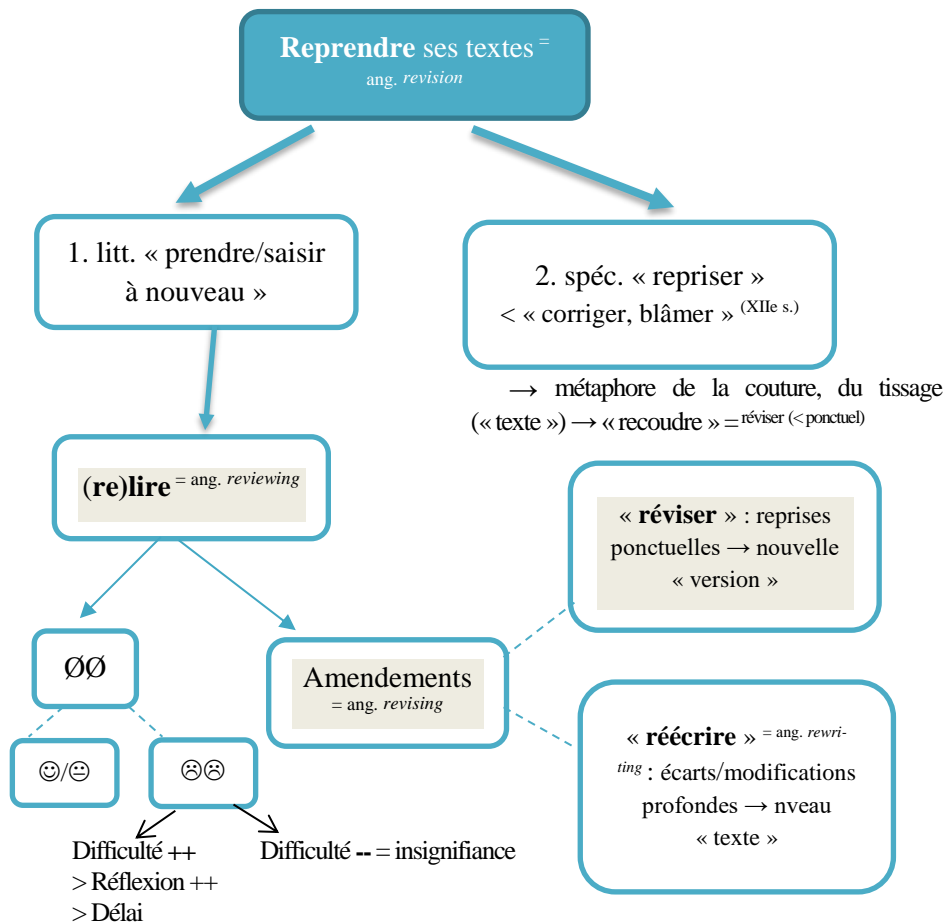 Reprendre ses textes =
ang. revision
1. litt. « prendre/saisir
à nouveau »
2. spéc. « repriser »
< « corriger, blâmer » (XIIe s.)
→ métaphore de la couture, du tissage
(« texte ») → « recoudre » = réviser (< ponctuel)
(re)lire = ang. reviewing
« réviser » : reprises
ponctuelles → nouvelle
« version »
ØØ
Amendements
= ang. revising
« réécrire » = ang. rewri-
ting : écarts/modifications
profondes → nveau
« texte »
☺/😐
☹☹
Difficulté ++
> Réflexion ++
> Délai
Difficulté -- = insignifiance